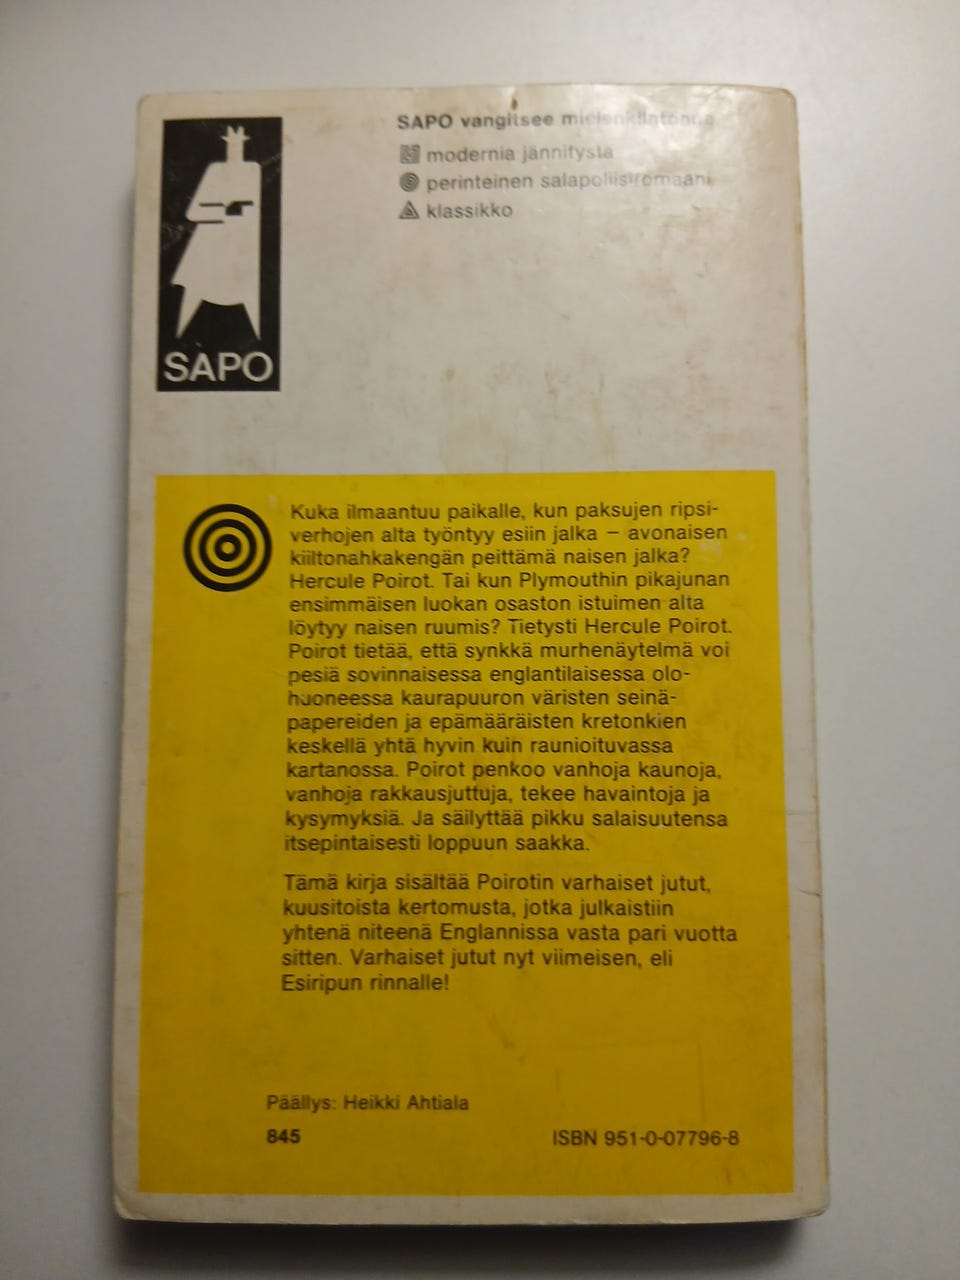 SAPO vangitsee mielenkiintonne
modernia jännitystä
perinteinen salapoliisiromaani
klassikko
SAPO
Kuka ilmaantuu paikalle, kun paksujen ripsi-
verhojen alta työntyy esiin jalka – avonaisen
kiiltonahkakengän peittämä naisen jalka?
Hercule Poirot. Tai kun Plymouthin pikajunan
ensimmäisen luokan osaston istuimen alta
löytyy naisen ruumis? Tietysti Hercule Poirot.
Poirot tietää, että synkkä murhenäytelmä voi
pesiä sovinnaisessa englantilaisessa olo-
huoneessa kaurapuuron väristen seinä-
papereiden ja epämääräisten kretonkien
keskellä yhtä hyvin kuin raunioituvassa
kartanossa. Poirot penkoo vanhoja kaunoja,
vanhoja rakkausjuttuja, tekee havaintoja ja
kysymyksiä. Ja säilyttää pikku salaisuutensa
itsepintaisesti loppuun saakka.
Tämä kirja sisältää Poirotin varhaiset jutut,
kuusitoista kertomusta, jotka julkaistiin
yhtenä niteenä Englannissa vasta pari vuotta
sitten. Varhaiset jutut nyt viimeisen, eli
Esiripun rinnalle!
Päällys: Heikki Ahtiala
845
ISBN 951-0-07796-8